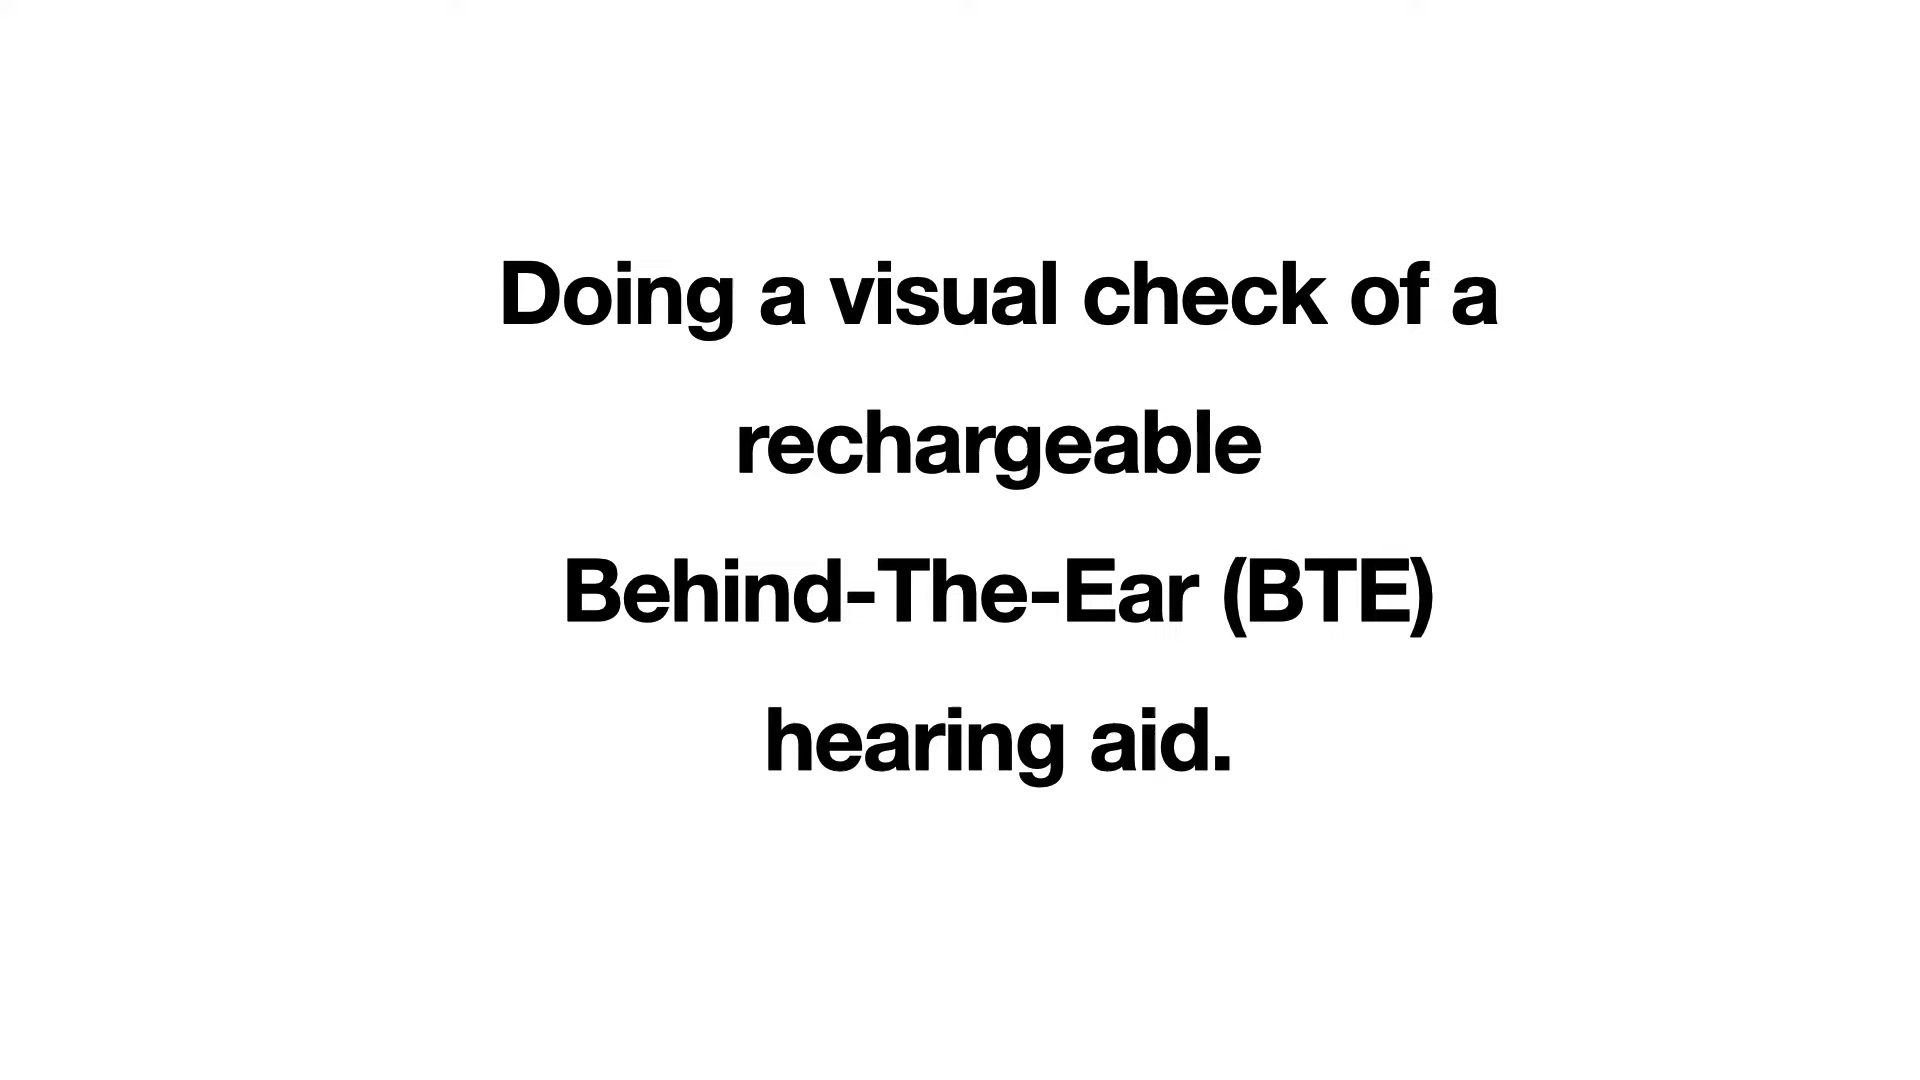 Doing a visual check of a
rechargeable
Behind-The-Ear (BTE)
hearing aid.